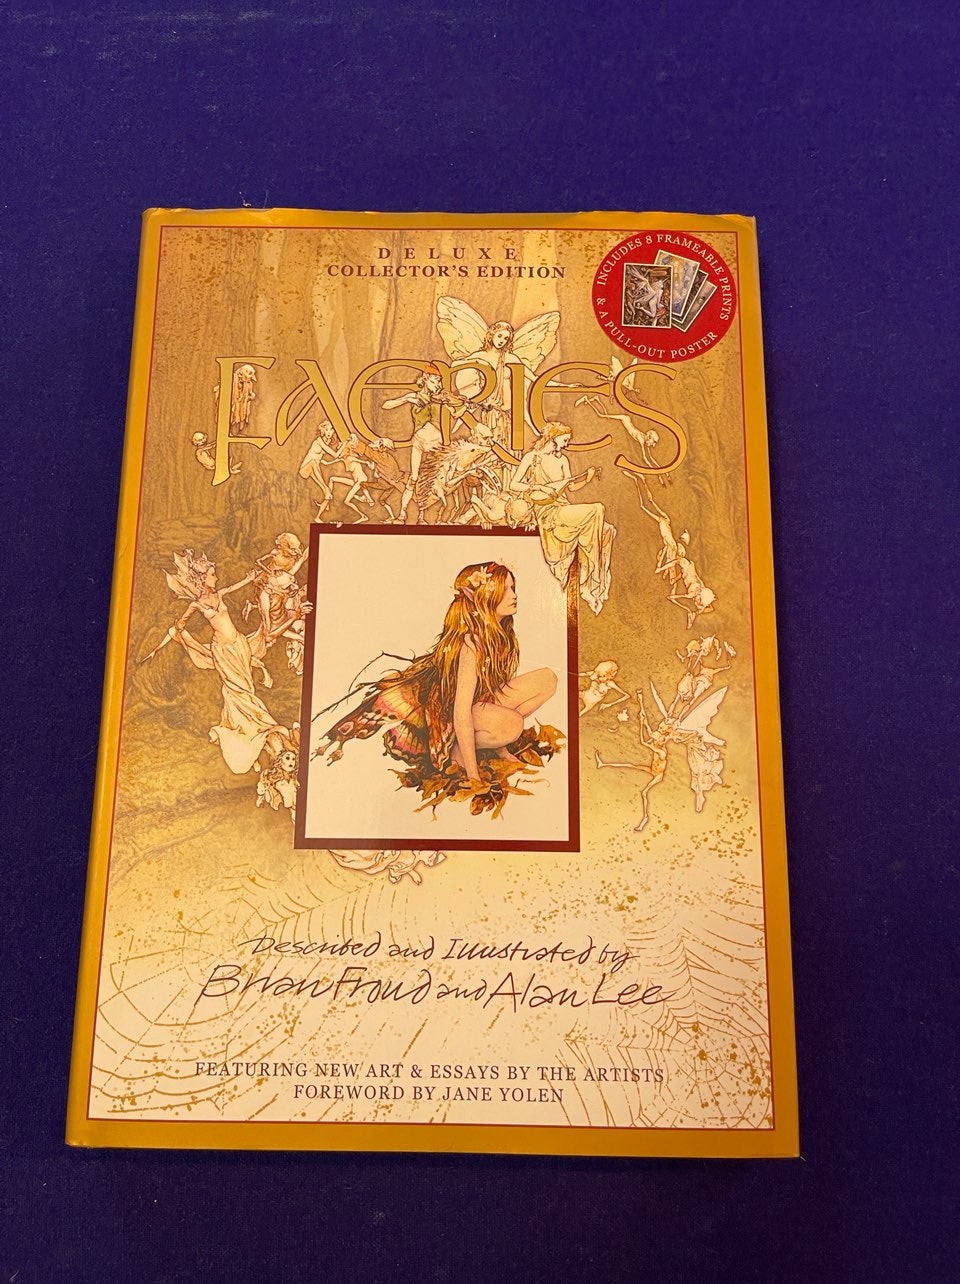 DELUXE
COLLECTOR'S EDITION
INCLUDES 8 FRAMEABLE PRINTS
& A PULL-OUT POSTER
FAERIES
Described and Illustrated by
Brian Froud and Alan Lee
FEATURING NEW ART & ESSAYS BY THE ARTISTS
FOREWORD BY JANE YOLEN